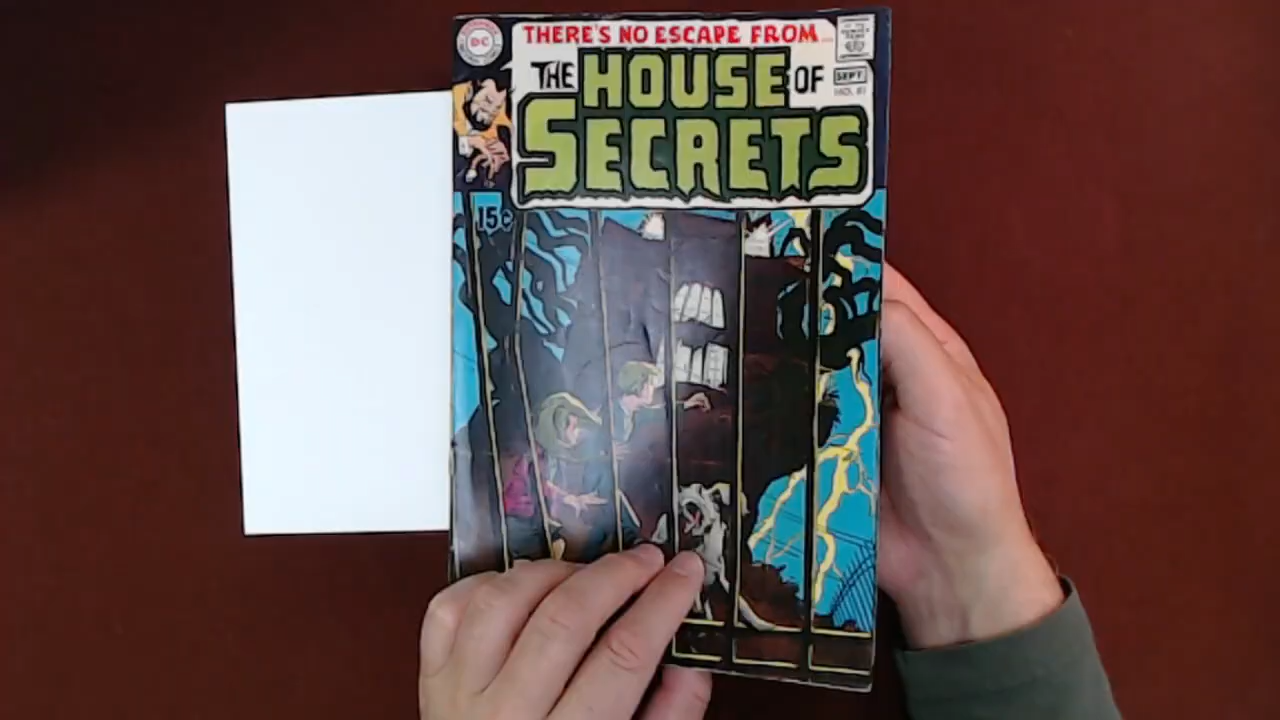 THERE'S NO ESCAPE FROM...
DC
THE HOUSE OF
SEPT.
NO. 81
SECRETS
15¢